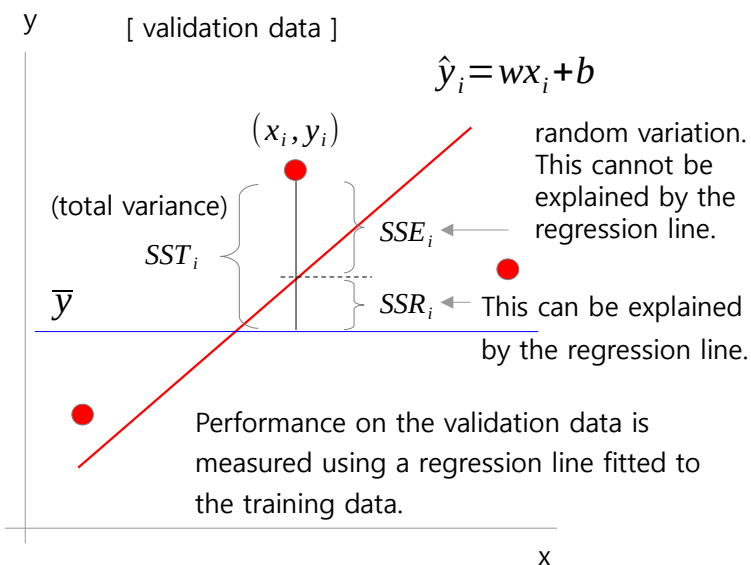 y
[ validation data ]
ŷᵢ=wxᵢ+b
(xᵢ, yᵢ)
random variation.
This cannot be
explained by the
regression line.
(total variance)
SSTᵢ
SSEᵢ
y̅
SSRᵢ
This can be explained
by the regression line.
Performance on the validation data is
measured using a regression line fitted to
the training data.
x